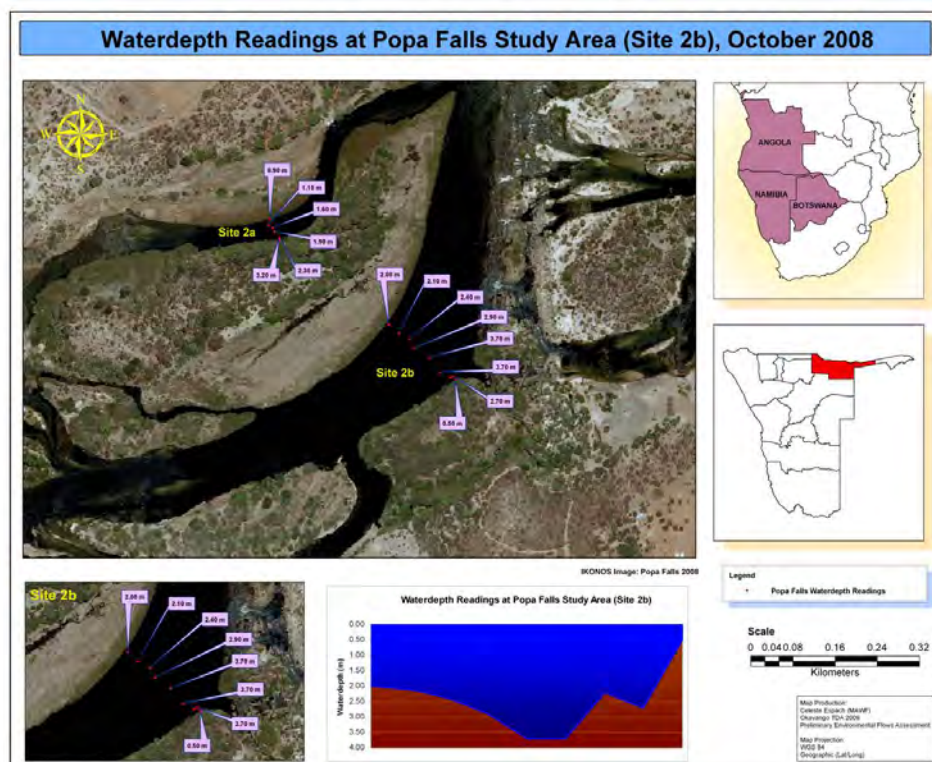 Waterdepth Readings at Popa Falls Study Area (Site 2b), October 2008
N
W E
S
0.90 m
1.10 m
1.60 m
Site 2a
1.90 m
3.20 m
2.30 m
2.00 m
2.10 m
2.40 m
2.90 m
3.70 m
Site 2b
3.70 m
2.70 m
0.50 m
IKONOS Image: Popa Falls 2008
ANGOLA
NAMIBIA
BOTSWANA
Legend
Popa Falls Waterdepth Readings
Scale
0 0.04 0.08 0.16 0.24 0.32
Kilometers
Map Production:
Celeste Espach (MAWF)
Okavango TDA 2009
Preliminary Environmental Flows Assessment
Map Projection:
WGS 84
Geographic (Lat/Long)
Site 2b
2.00 m
2.10 m
2.40 m
2.90 m
3.70 m
3.70 m
0.50 m
Waterdepth Readings at Popa Falls Study Area (Site 2b)
Waterdepth (m)
0.00
0.50
1.00
1.50
2.00
2.50
3.00
3.50
4.00